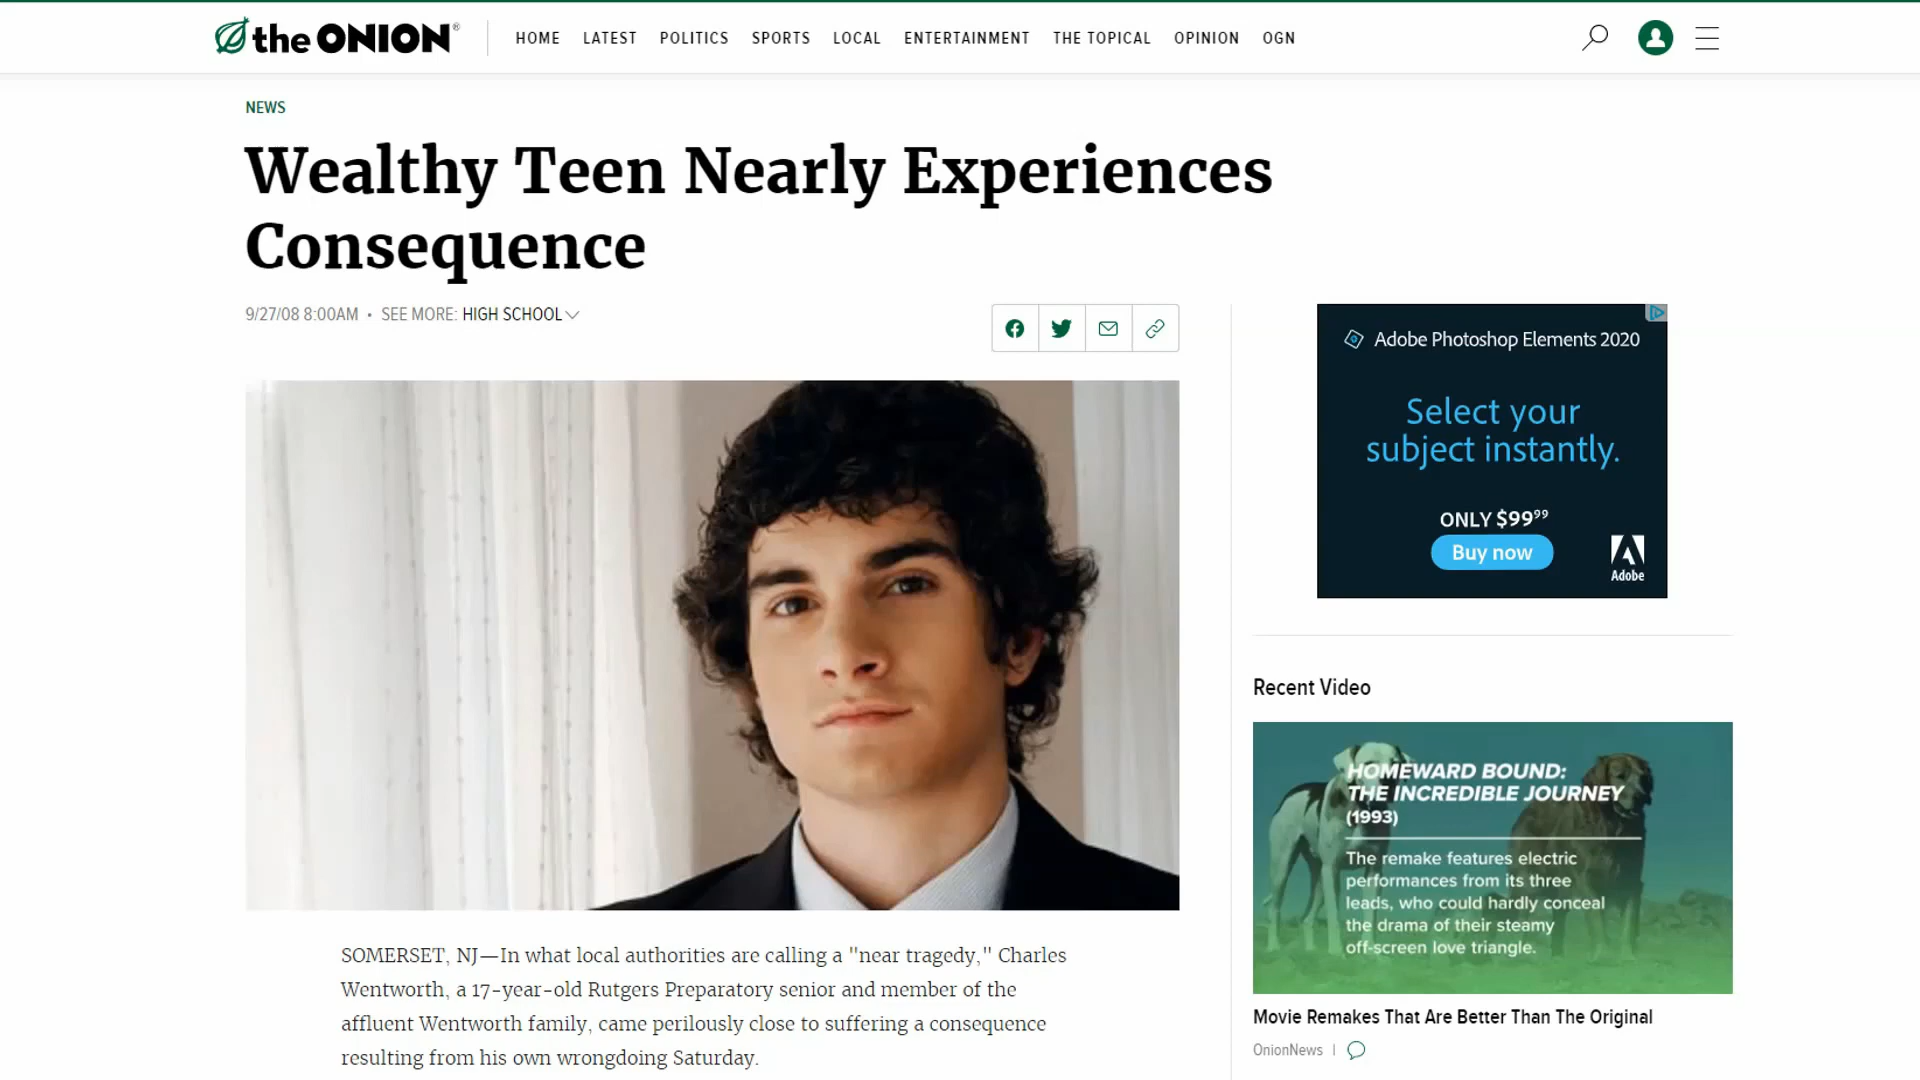 the ONION®
HOME LATEST POLITICS SPORTS LOCAL ENTERTAINMENT THE TOPICAL OPINION OGN
NEWS
Wealthy Teen Nearly Experiences
Consequence
9/27/08 8:00AM • SEE MORE: HIGH SCHOOL
SOMERSET, NJ—In what local authorities are calling a "near tragedy," Charles
Wentworth, a 17-year-old Rutgers Preparatory senior and member of the
affluent Wentworth family, came perilously close to suffering a consequence
resulting from his own wrongdoing Saturday.
Adobe Photoshop Elements 2020
Select your
subject instantly.
ONLY $99⁹⁹
Buy now
Adobe
Recent Video
HOMEWARD BOUND:
THE INCREDIBLE JOURNEY
(1993)
The remake features electric
performances from its three
leads, who could hardly conceal
the drama of their steamy
off-screen love triangle.
Movie Remakes That Are Better Than The Original
OnionNews |